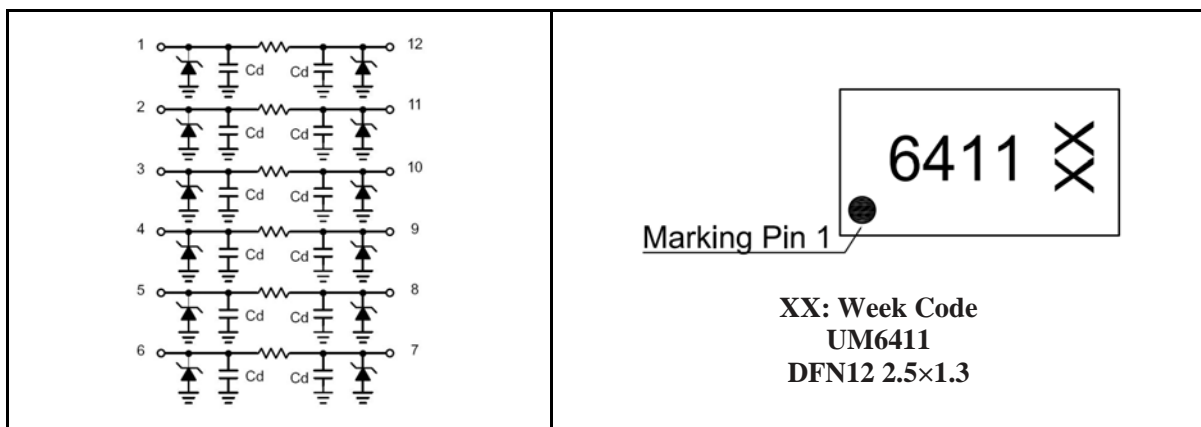 1 12
Cd Cd
2 11
Cd Cd
3 10
Cd Cd
4 9
Cd Cd
5 8
Cd Cd
6 7
Cd Cd
6411 XX
Marking Pin 1
XX: Week Code
UM6411
DFN12 2.5×1.3